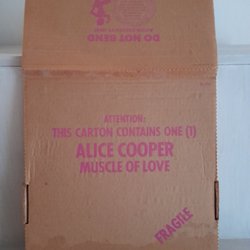 DO NOT BEND
ATTENTION:
THIS CARTON CONTAINS ONE (1)
ALICE COOPER
MUSCLE OF LOVE
FRAGILE